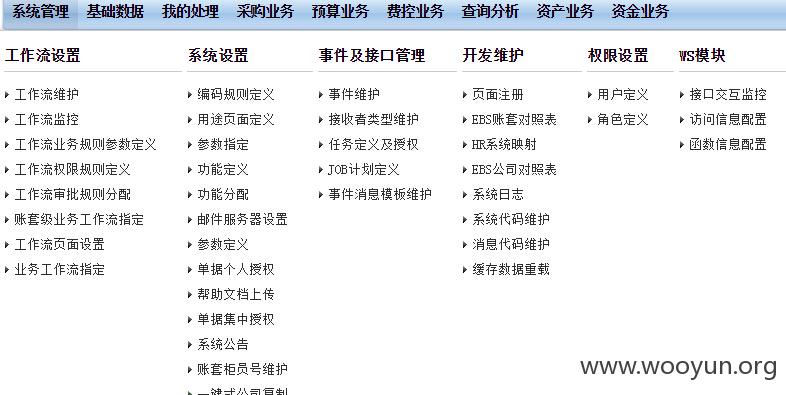 系统管理 基础数据 我的处理 采购业务 预算业务 费控业务 查询分析 资产业务 资金业务
工作流设置
工作流维护
工作流监控
工作流业务规则参数定义
工作流权限规则定义
工作流审批规则分配
账套级业务工作流指定
工作流页面设置
业务工作流指定
系统设置
编码规则定义
用途页面定义
参数指定
功能定义
功能分配
邮件服务器设置
参数定义
单据个人授权
帮助文档上传
单据集中授权
系统公告
账套柜员号维护
一键式公司复制
事件及接口管理
事件维护
接收者类型维护
任务定义及授权
JOB计划定义
事件消息模板维护
开发维护
页面注册
EBS账套对照表
HR系统映射
EBS公司对照表
系统日志
系统代码维护
消息代码维护
缓存数据重载
权限设置
用户定义
角色定义
WS模块
接口交互监控
访问信息配置
函数信息配置
www.wooyun.org